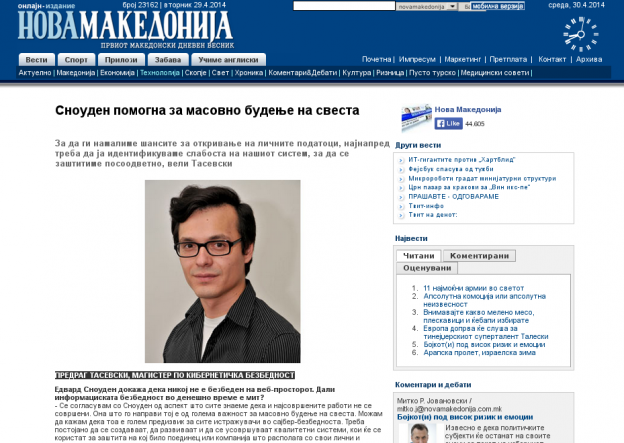 онлајн-издание
број 23162 | вторник 29.4.2014
novamakedonija
мобилна верзија
среда, 30.4.2014
НОВАМАКЕДОНИЈА
ПРВИОТ МАКЕДОНСКИ ДНЕВЕН ВЕСНИК
Вести Спорт Прилози Забава Учиме англиски
Почетна | Импресум | Маркетинг | Претплата | Контакт | Архива
Актуелно | Македонија | Економија | Технологија | Скопје | Свет | Хроника | Коментари&Дебати | Култура | Ризница | Пусто турско | Медицински совети |
Сноуден помогна за масовно будење на свеста
За да ги намалиме шансите за откривање на личните податоци, најнапред
треба да ја идентификуваме слабоста на нашиот систем, за да се
заштитиме посоодветно, вели Тасевски
ПРЕДРАГ ТАСЕВСКИ, МАГИСТЕР ПО КИБЕРНЕТИЧКА БЕЗБЕДНОСТ
Едвард Сноуден докажа дека никој не е безбеден на веб-просторот. Дали
информациската безбедност во денешно време е мит?
- Се согласувам со Сноуден од аспект што сите знаеме дека и најсовршените работи не се
совршени. Она што то направи тој е од голема важност за масовно будење на свеста. Можам
да кажам дека тоа е голем предизвик за сите истражувачи во сајбер-безбедноста. Треба
постојано да се создаваат, да се развиваат и да се усовршуваат квалитетни системи, кои ќе се
користат за заштита на кој било поединец или компанија што располага со свои лични и
Нова Македонија
Like 44.605
Други вести
ИТ-гигантите против „Хартблид“
Фејсбук спасува од тужби
Микророботи градат минијатурни структури
Црн пазар за кракови за „Вин икс-пе“
ПРАШАВТЕ - ОДГОВАРАМЕ
Твит-инфо
Твит на денот:
Највести
Читани Коментирани
Оценувани
1. 11 најмоќни армии во светот
2. Апсолутна комоција или апсолутна
неизвесност
3. Внимавајте какво мелено месо,
плескавици и ќебапи избирате
4. Европа допрва ќе слуша за
тинејџерскиот суперталент Талески
5. Бојкот(и) под висок ризик и емоции
6. Арапска пролет, израелска зима
Коментари и дебати
Митко Р. Јовановски /
mitko.j@novamakedonija.com.mk
Бојкот(и) под висок ризик и емоции
Извесно е дека политичките
субјекти ќе останат на своите